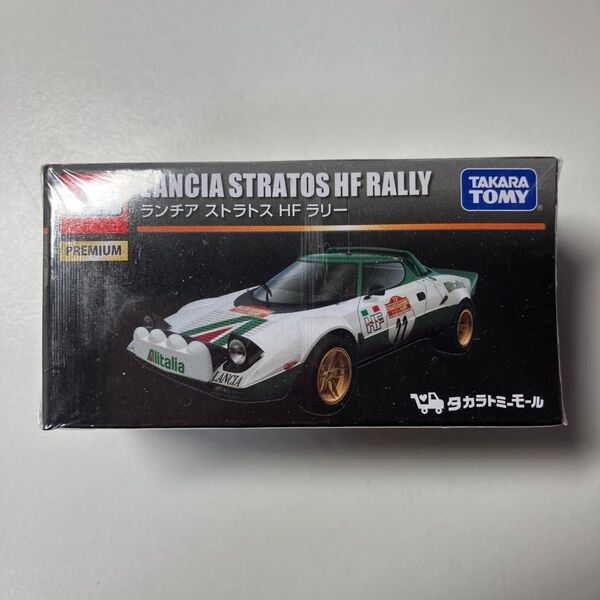 LANCIA STRATOS HF RALLY
ランチア ストラトス HF ラリー
TAKARA
TOMY
PREMIUM
HF
11
Alitalia
LANCIA
タカラトミーモール